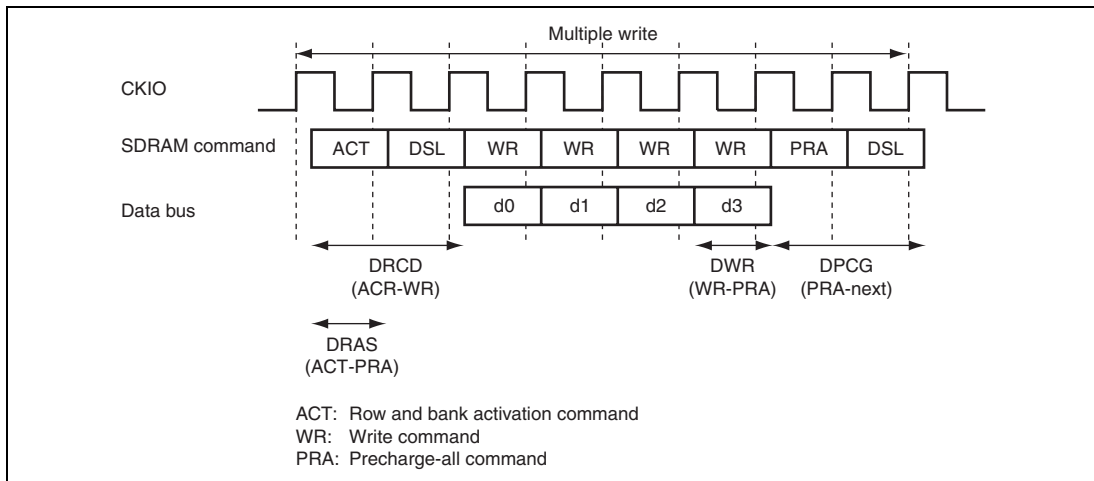 Multiple write
CKIO
SDRAM command ACT DSL WR WR WR WR PRA DSL
Data bus d0 d1 d2 d3
DRCD DWR DPCG
(ACR-WR) (WR-PRA) (PRA-next)
DRAS
(ACT-PRA)
ACT: Row and bank activation command
WR: Write command
PRA: Precharge-all command